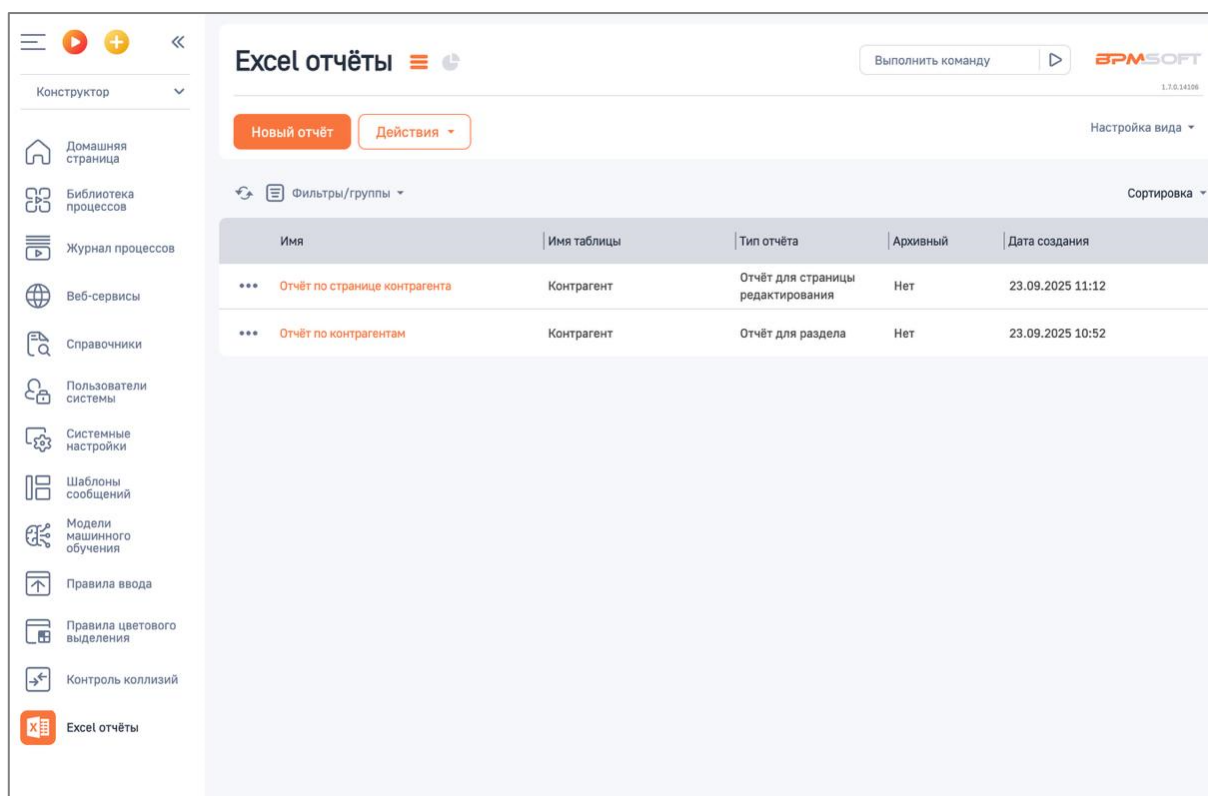 Конструктор
Домашняя
страница
Библиотека
процессов
Журнал процессов
Веб-сервисы
Справочники
Пользователи
системы
Системные
настройки
Шаблоны
сообщений
Модели
машинного
обучения
Правила ввода
Правила цветового
выделения
Контроль коллизий
Excel отчёты
Excel отчёты
Выполнить команду
BPMSOFT
1.7.0.14106
Новый отчёт
Действия
Настройка вида
Фильтры/группы
Сортировка
Имя Имя таблицы Тип отчёта Архивный Дата создания
Отчёт по странице контрагента Контрагент Отчёт для страницы Нет 23.09.2025 11:12
редактирования
Отчёт по контрагентам Контрагент Отчёт для раздела Нет 23.09.2025 10:52